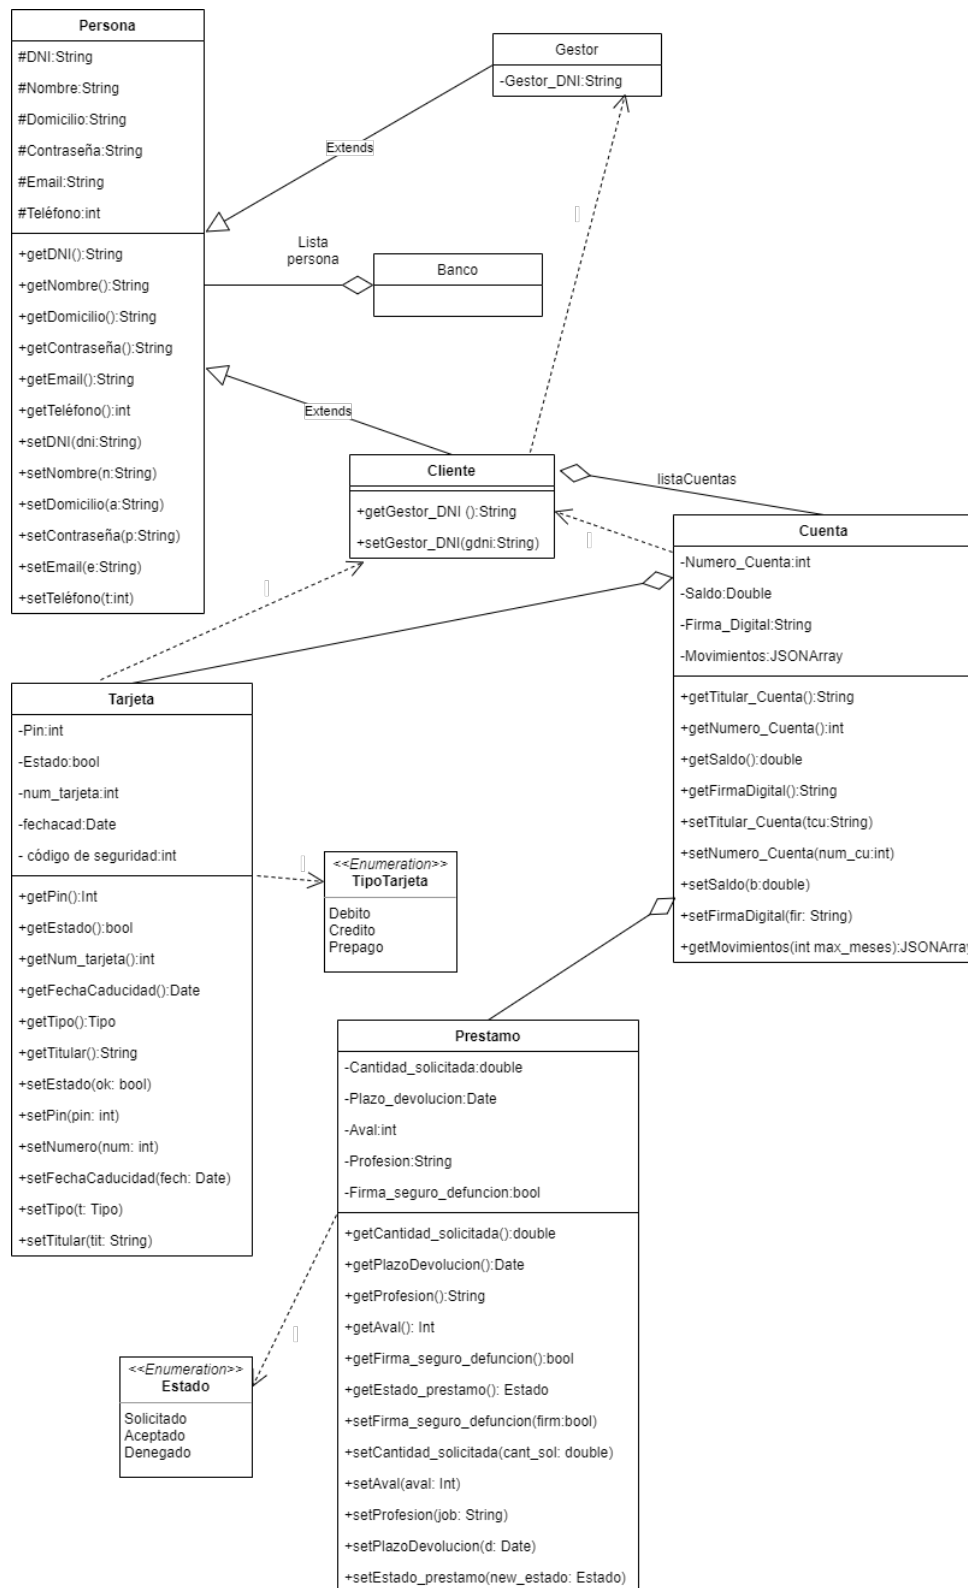 Persona
#DNI:String
#Nombre:String
#Domicilio:String
#Contraseña:String
#Email:String
#Teléfono:int
+getDNI():String
+getNombre():String
+getDomicilio():String
+getContraseña():String
+getEmail():String
+getTeléfono():int
+setDNI(dni:String)
+setNombre(n:String)
+setDomicilio(a:String)
+setContraseña(p:String)
+setEmail(e:String)
+setTeléfono(t:int)
Gestor
-Gestor_DNI:String
Extends
Lista
persona
Banco
Extends
Cliente
+getGestor_DNI ():String
+setGestor_DNI(gdni:String)
listaCuentas
Cuenta
-Numero_Cuenta:int
-Saldo:Double
-Firma_Digital:String
-Movimientos:JSONArray
+getTitular_Cuenta():String
+getNumero_Cuenta():int
+getSaldo():double
+getFirmaDigital():String
+setTitular_Cuenta(tcu:String)
+setNumero_Cuenta(num_cu:int)
+setSaldo(b:double)
+setFirmaDigital(fir: String)
+getMovimientos(int max_meses):JSONArray
Tarjeta
-Pin:int
-Estado:bool
-num_tarjeta:int
-fechacad:Date
- código de seguridad:int
+getPin():Int
+getEstado():bool
+getNum_tarjeta():int
+getFechaCaducidad():Date
+getTipo():Tipo
+getTitular():String
+setEstado(ok: bool)
+setPin(pin: int)
+setNumero(num: int)
+setFechaCaducidad(fech: Date)
+setTipo(t: Tipo)
+setTitular(tit: String)
<<Enumeration>>
TipoTarjeta
Debito
Credito
Prepago
Prestamo
-Cantidad_solicitada:double
-Plazo_devolucion:Date
-Aval:int
-Profesion:String
-Firma_seguro_defuncion:bool
+getCantidad_solicitada():double
+getPlazoDevolucion():Date
+getProfesion():String
+getAval(): Int
+getFirma_seguro_defuncion():bool
+getEstado_prestamo(): Estado
+setFirma_seguro_defuncion(firm:bool)
+setCantidad_solicitada(cant_sol: double)
+setAval(aval: Int)
+setProfesion(job: String)
+setPlazoDevolucion(d: Date)
+setEstado_prestamo(new_estado: Estado)
<<Enumeration>>
Estado
Solicitado
Aceptado
Denegado